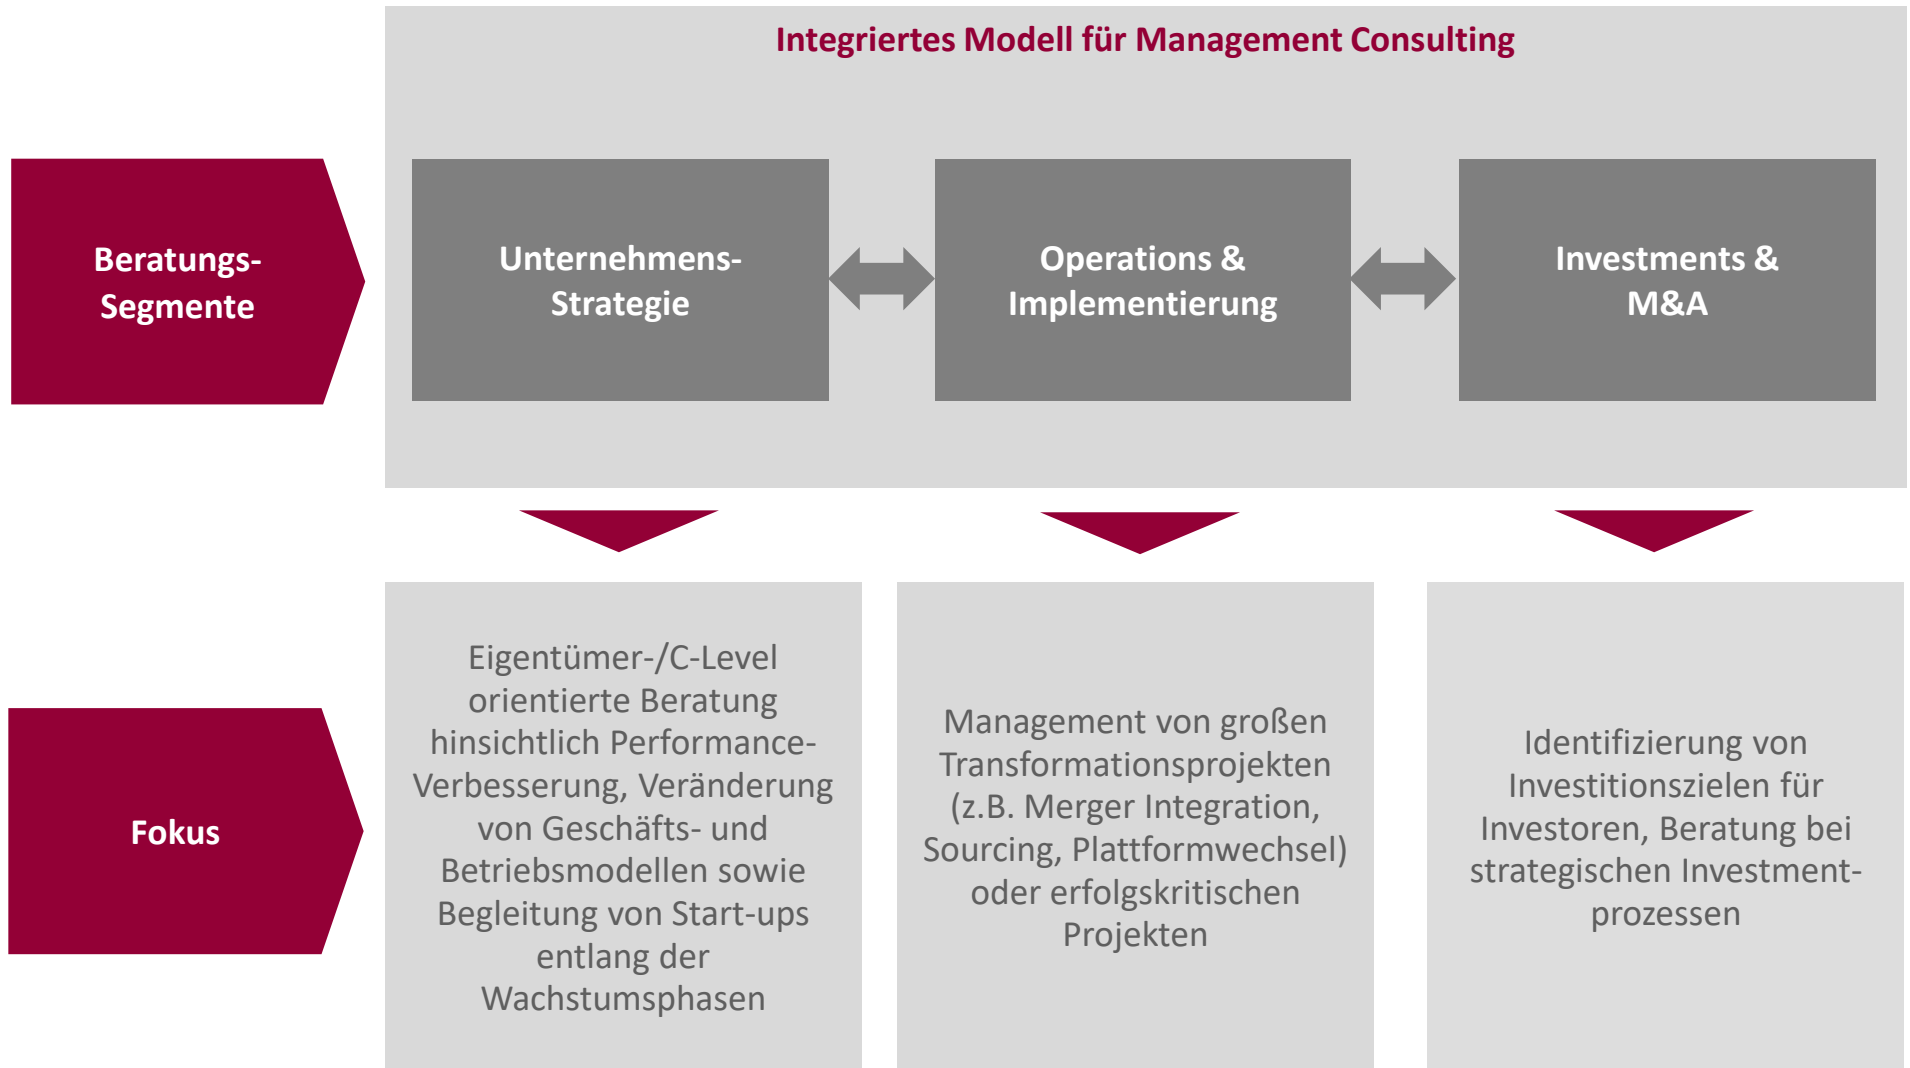 Integriertes Modell für Management Consulting
Beratungs-
Segmente
Unternehmens-
Strategie
Operations &
Implementierung
Investments &
M&A
Fokus
Eigentümer-/C-Level
orientierte Beratung
hinsichtlich Performance-
Verbesserung, Veränderung
von Geschäfts- und
Betriebsmodellen sowie
Begleitung von Start-ups
entlang der
Wachstumsphasen
Management von großen
Transformationsprojekten
(z.B. Merger Integration,
Sourcing, Plattformwechsel)
oder erfolgskritischen
Projekten
Identifizierung von
Investitionszielen für
Investoren, Beratung bei
strategischen Investment-
prozessen